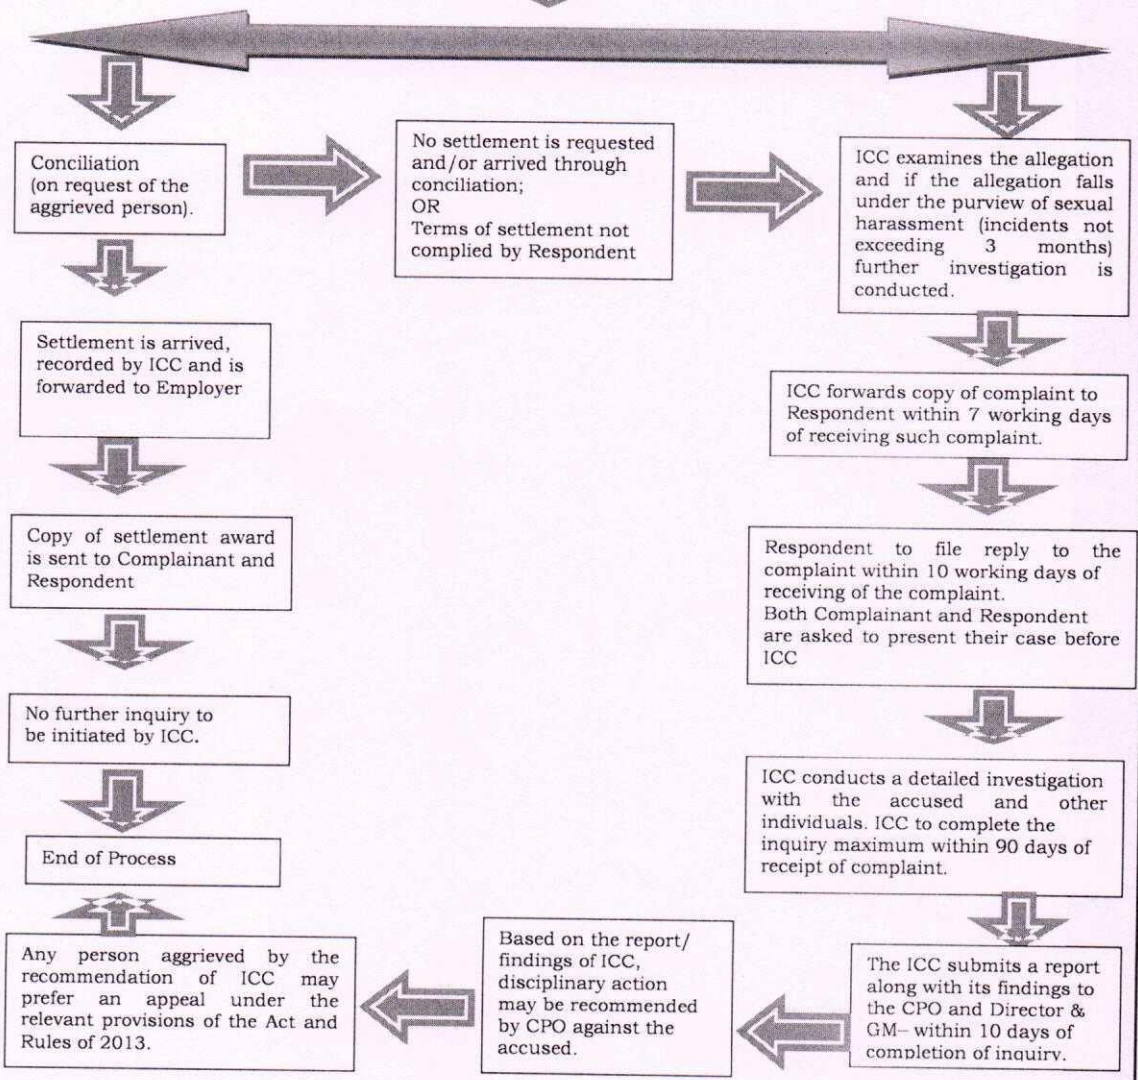 Conciliation
(on request of the
aggrieved person).
No settlement is requested
and/or arrived through
conciliation;
OR
Terms of settlement not
complied by Respondent
ICC examines the allegation
and if the allegation falls
under the purview of sexual
harassment (incidents not
exceeding 3 months)
further investigation is
conducted.
Settlement is arrived,
recorded by ICC and is
forwarded to Employer
ICC forwards copy of complaint to
Respondent within 7 working days
of receiving such complaint.
Copy of settlement award
is sent to Complainant and
Respondent
Respondent to file reply to the
complaint within 10 working days of
receiving of the complaint.
Both Complainant and Respondent
are asked to present their case before
ICC
No further inquiry to
be initiated by ICC.
ICC conducts a detailed investigation
with the accused and other
individuals. ICC to complete the
inquiry maximum within 90 days of
receipt of complaint.
End of Process
The ICC submits a report
along with its findings to
the CPO and Director &
GM– within 10 days of
completion of inquiry.
Based on the report/
findings of ICC,
disciplinary action
may be recommended
by CPO against the
accused.
Any person aggrieved by the
recommendation of ICC may
prefer an appeal under the
relevant provisions of the Act and
Rules of 2013.